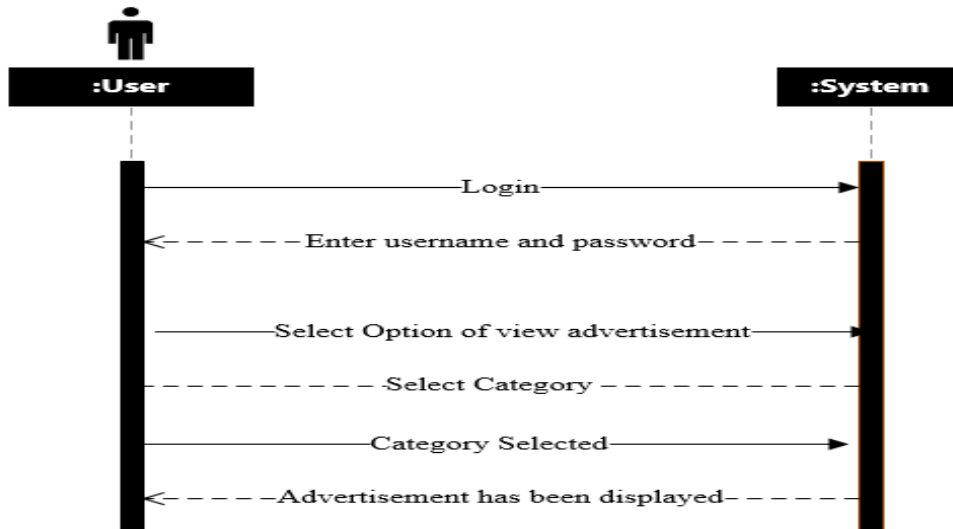 :User
:System
Login
Enter username and password
Select Option of view advertisement
Select Category
Category Selected
Advertisement has been displayed